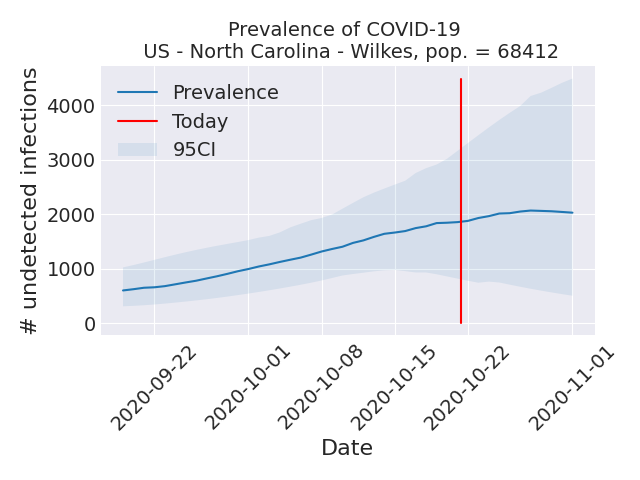 Prevalence of COVID-19
US - North Carolina - Wilkes, pop. = 68412
# undetected infections
4000
3000
2000
1000
0
Prevalence
Today
95CI
2020-09-22
2020-10-01
2020-10-08
2020-10-15
2020-10-22
2020-11-01
Date